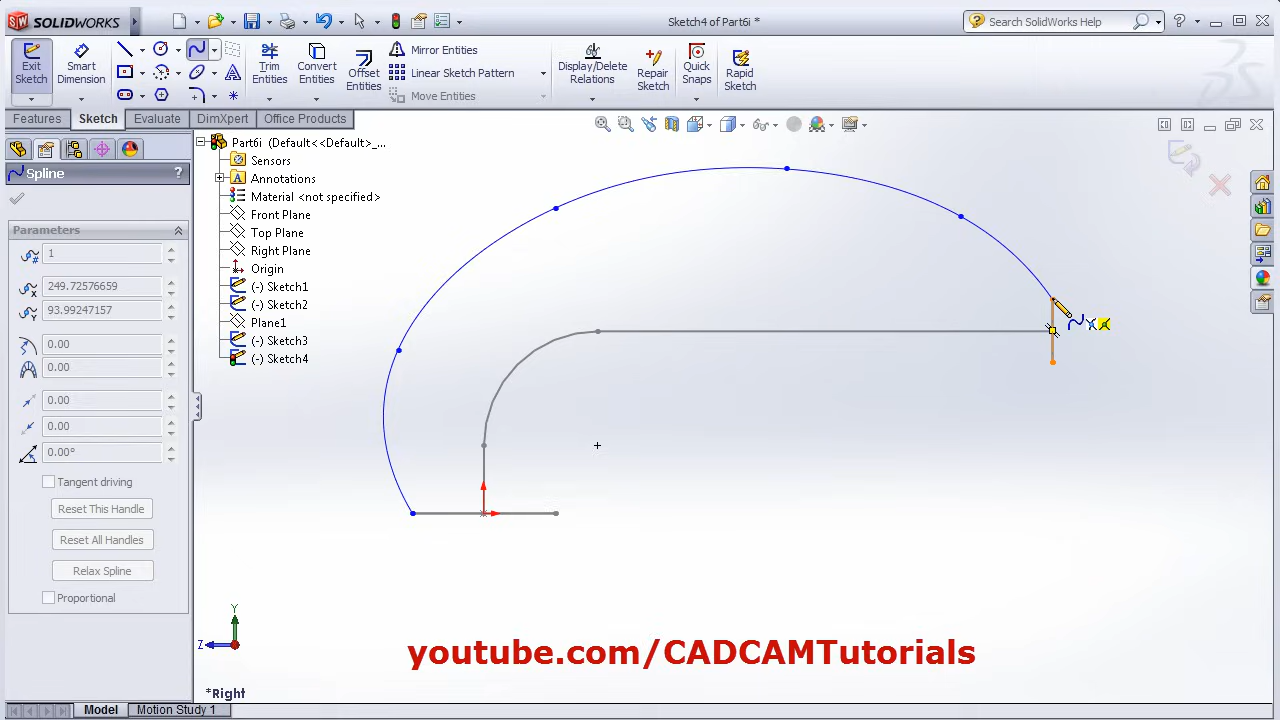 SOLIDWORKS
Sketch4 of Part6i *
Search SolidWorks Help
Exit Sketch
Smart Dimension
Trim Entities
Convert Entities
Offset Entities
Mirror Entities
Linear Sketch Pattern
Move Entities
Display/Delete Relations
Repair Sketch
Quick Snaps
Rapid Sketch
Features
Sketch
Evaluate
DimXpert
Office Products
Spline
?
Parameters
1
249.72576659
93.99247157
0.00
0.00
0.00
0.00
0.00°
Tangent driving
Reset This Handle
Reset All Handles
Relax Spline
Proportional
Part6i (Default<<Default>_...
Sensors
Annotations
Material <not specified>
Front Plane
Top Plane
Right Plane
Origin
(-) Sketch1
(-) Sketch2
Plane1
(-) Sketch3
(-) Sketch4
Y
Z
*Right
youtube.com/CADCAMTutorials
Model
Motion Study 1